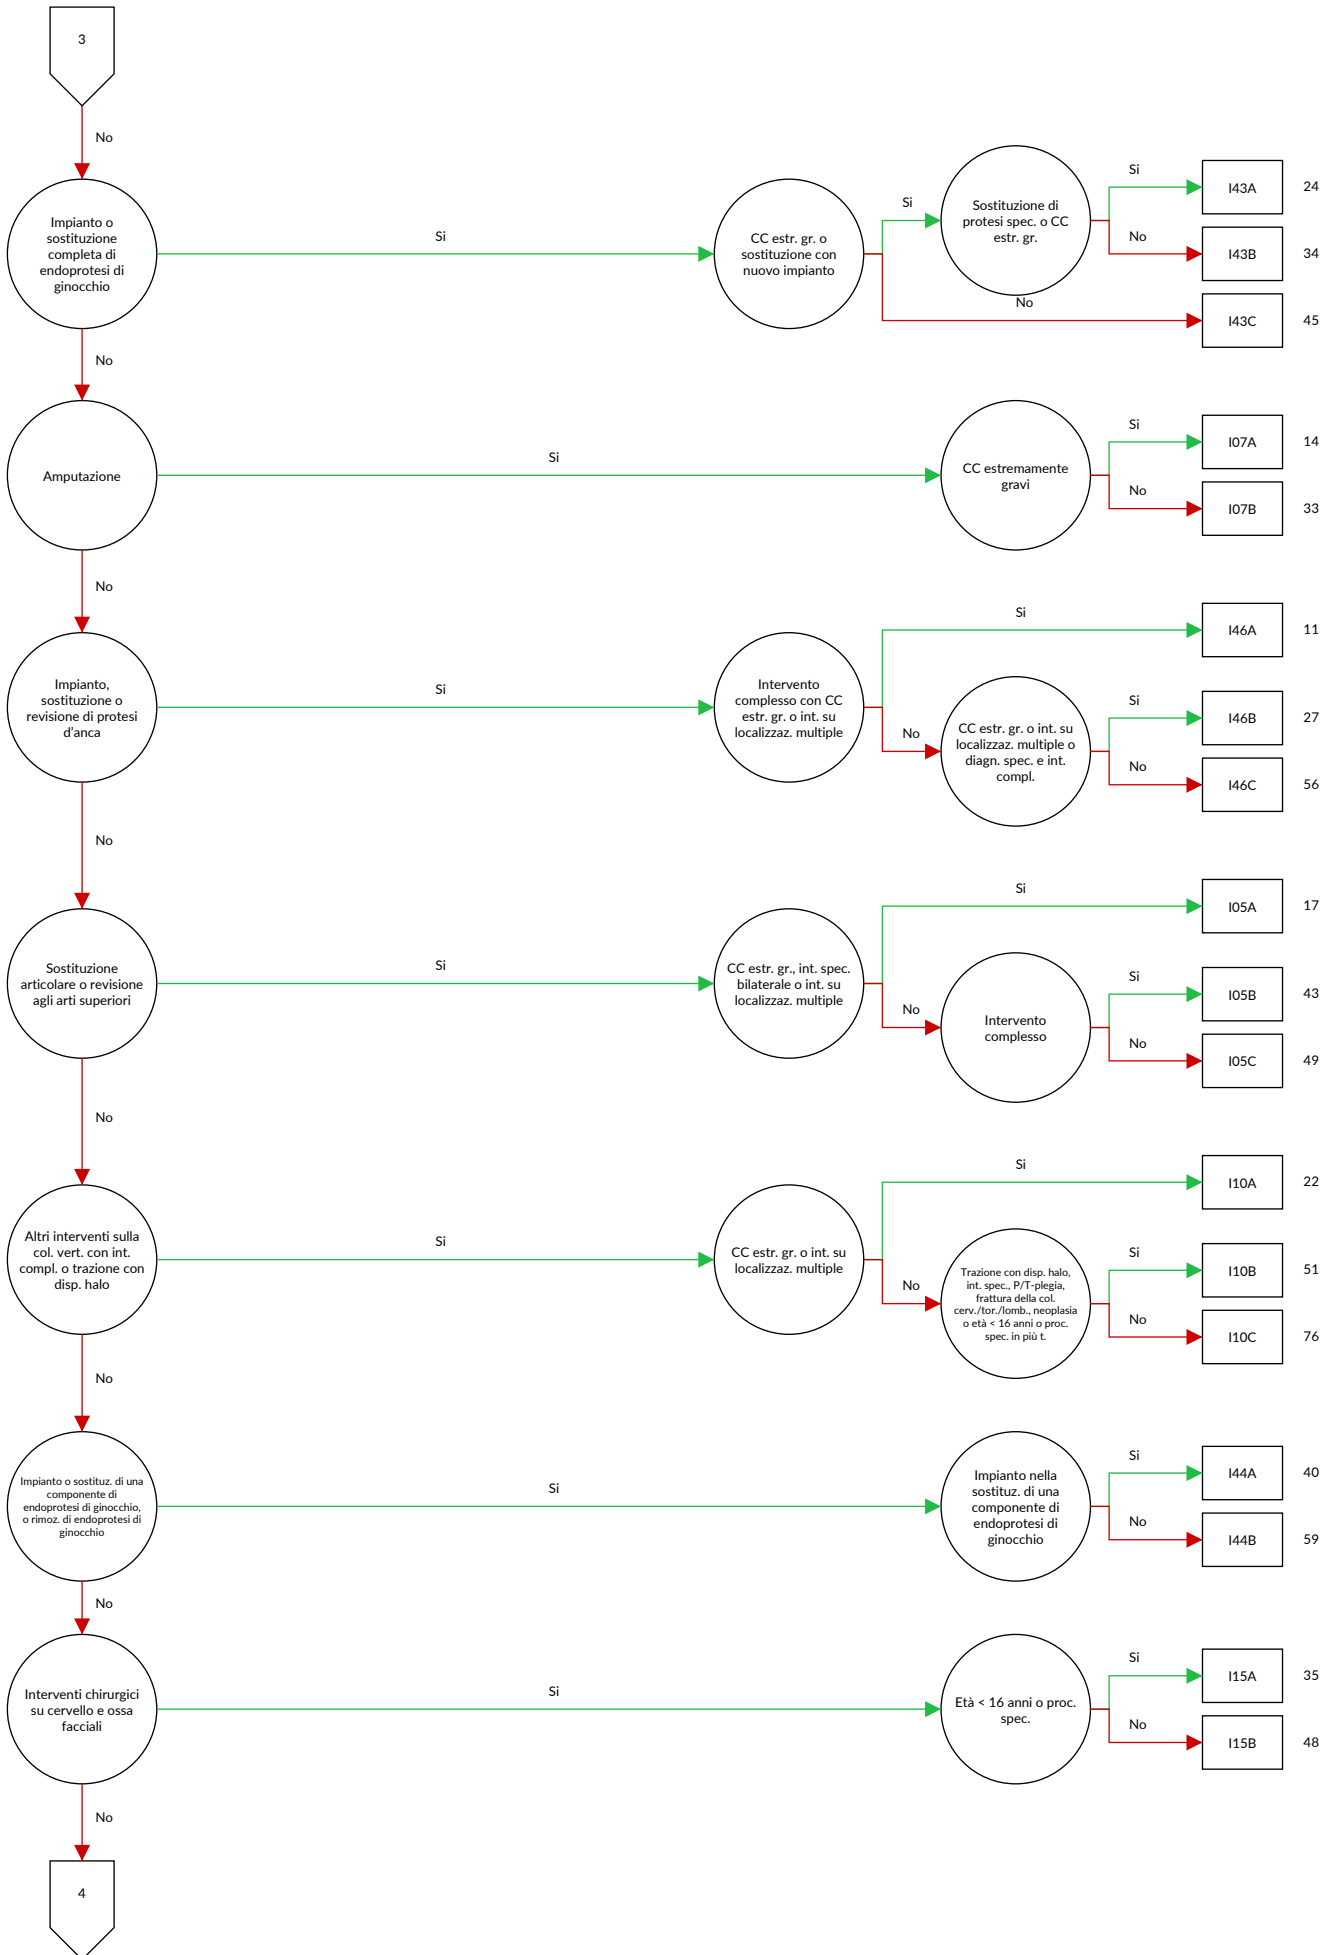 3
No
Impianto o
sostituzione
completa di
endoprotesi di
ginocchio
Si
CC estr. gr. o
sostituzione con
nuovo impianto
Si
Sostituzione di
protesi spec. o CC
estr. gr.
Si
I43A
24
No
I43B
34
No
I43C
45
No
Amputazione
Si
CC estremamente
gravi
Si
I07A
14
No
I07B
33
No
Impianto,
sostituzione o
revisione di protesi
d'anca
Si
Intervento
complesso con CC
estr. gr. o int. su
localizzaz. multiple
Si
I46A
11
No
CC estr. gr. o int. su
localizzaz. multiple o
diagn. spec. e int.
compl.
Si
I46B
27
No
I46C
56
No
Sostituzione
articolare o revisione
agli arti superiori
Si
CC estr. gr., int. spec.
bilaterale o int. su
localizzaz. multiple
Si
I05A
17
No
Intervento
complesso
Si
I05B
43
No
I05C
49
No
Altri interventi sulla
col. vert. con int.
compl. o trazione con
disp. halo
Si
CC estr. gr. o int. su
localizzaz. multiple
Si
I10A
22
No
Trazione con disp. halo,
int. spec., P/T-plegia,
frattura della col.
cerv./tor./lomb., neoplasia
o età < 16 anni o proc.
spec. in più t.
Si
I10B
51
No
I10C
76
No
Impianto o sostituz. di una
componente di
endoprotesi di ginocchio,
o rimoz. di endoprotesi di
ginocchio
Si
Impianto nella
sostituz. di una
componente di
endoprotesi di
ginocchio
Si
I44A
40
No
I44B
59
No
Interventi chirurgici
su cervello e ossa
facciali
Si
Età < 16 anni o proc.
spec.
Si
I15A
35
No
I15B
48
No
4